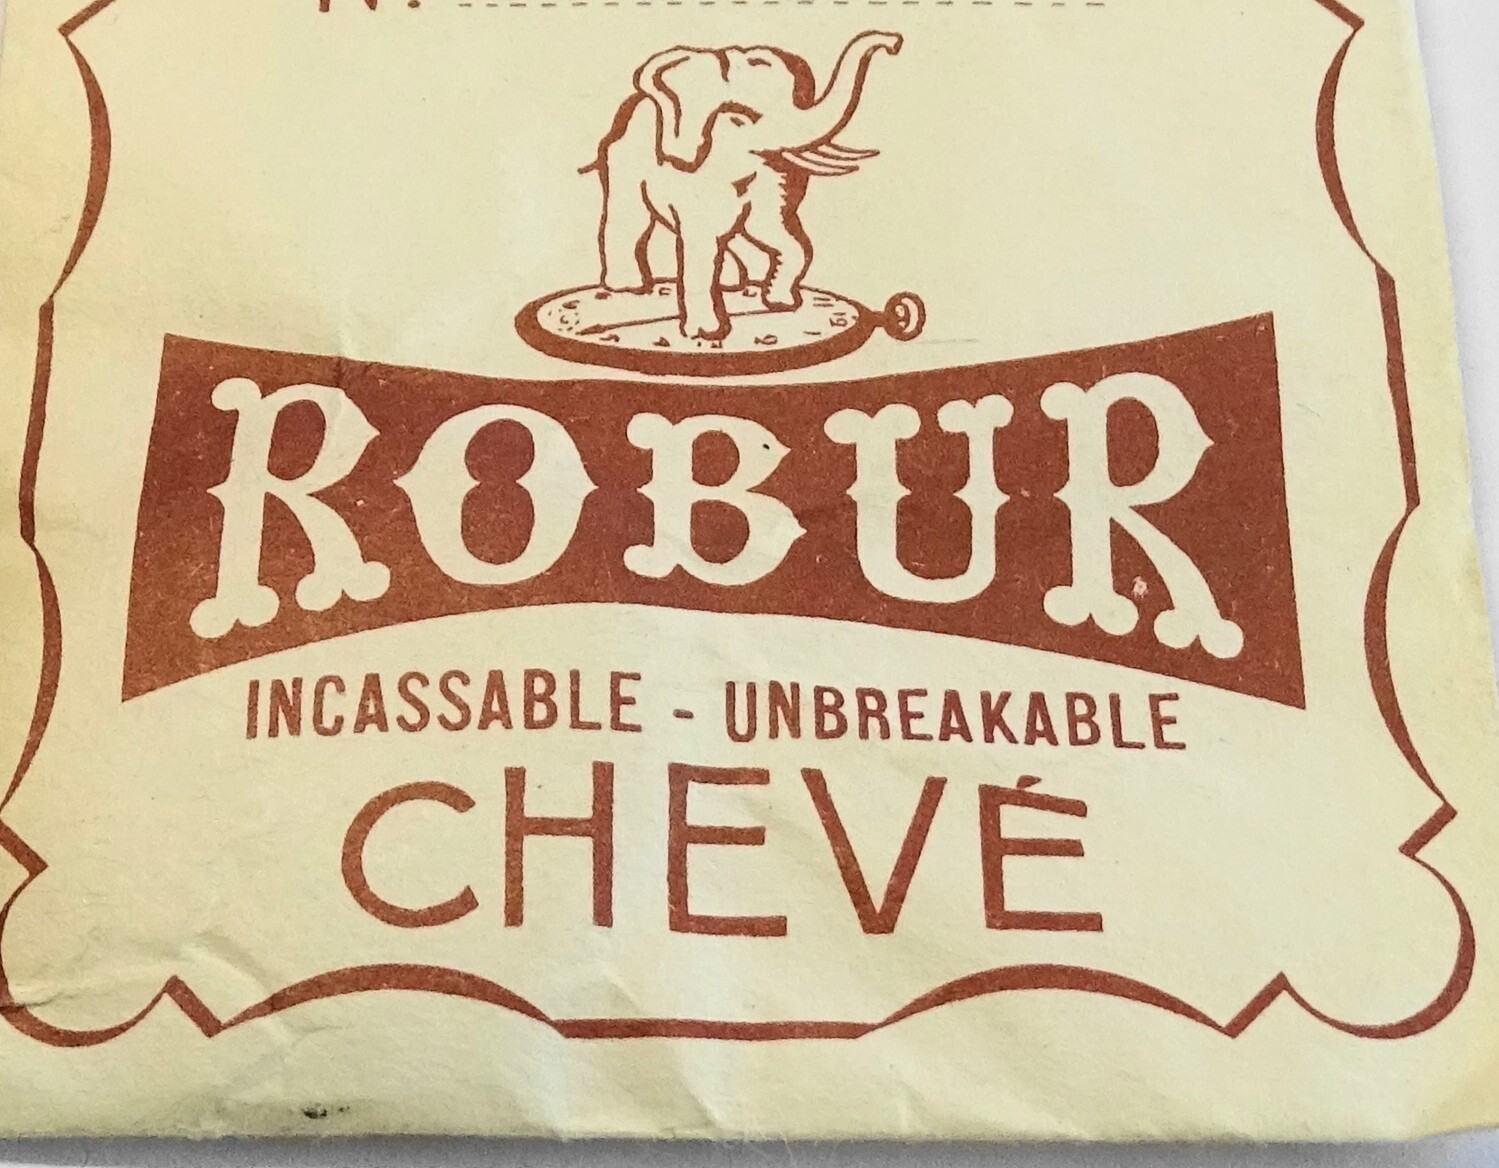 N.
ROBUR
INCASSABLE - UNBREAKABLE
CHEVÉ